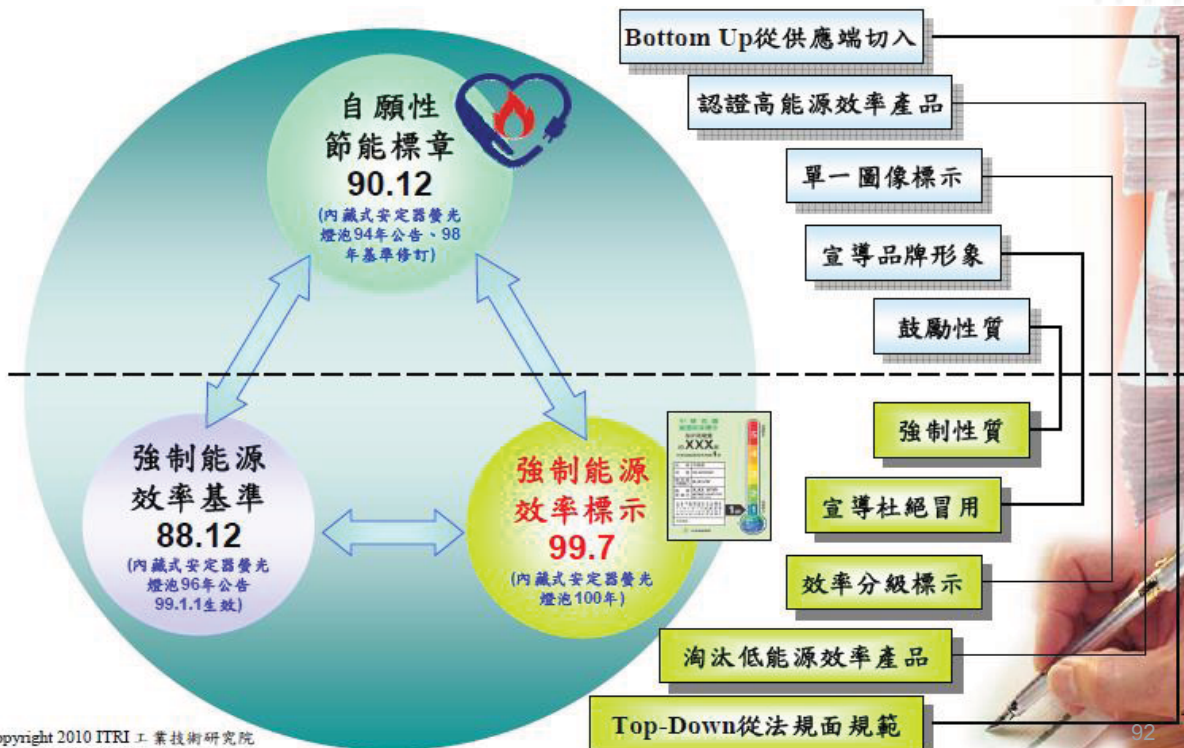 自願性
節能標章
90.12
(內藏式安定器螢光
燈泡94年公告、98
年基準修訂)
強制能源
效率基準
88.12
(內藏式安定器螢光
燈泡96年公告
99.1.1生效)
強制能源
效率標示
99.7
(內藏式安定器螢光
燈泡100年)
XXX
Bottom Up從供應端切入
認證高能源效率產品
單一圖像標示
宣導品牌形象
鼓勵性質
強制性質
宣導杜絕冒用
效率分級標示
淘汰低能源效率產品
Top-Down從法規面規範
opyright 2010 ITRI 工業技術研究院
92